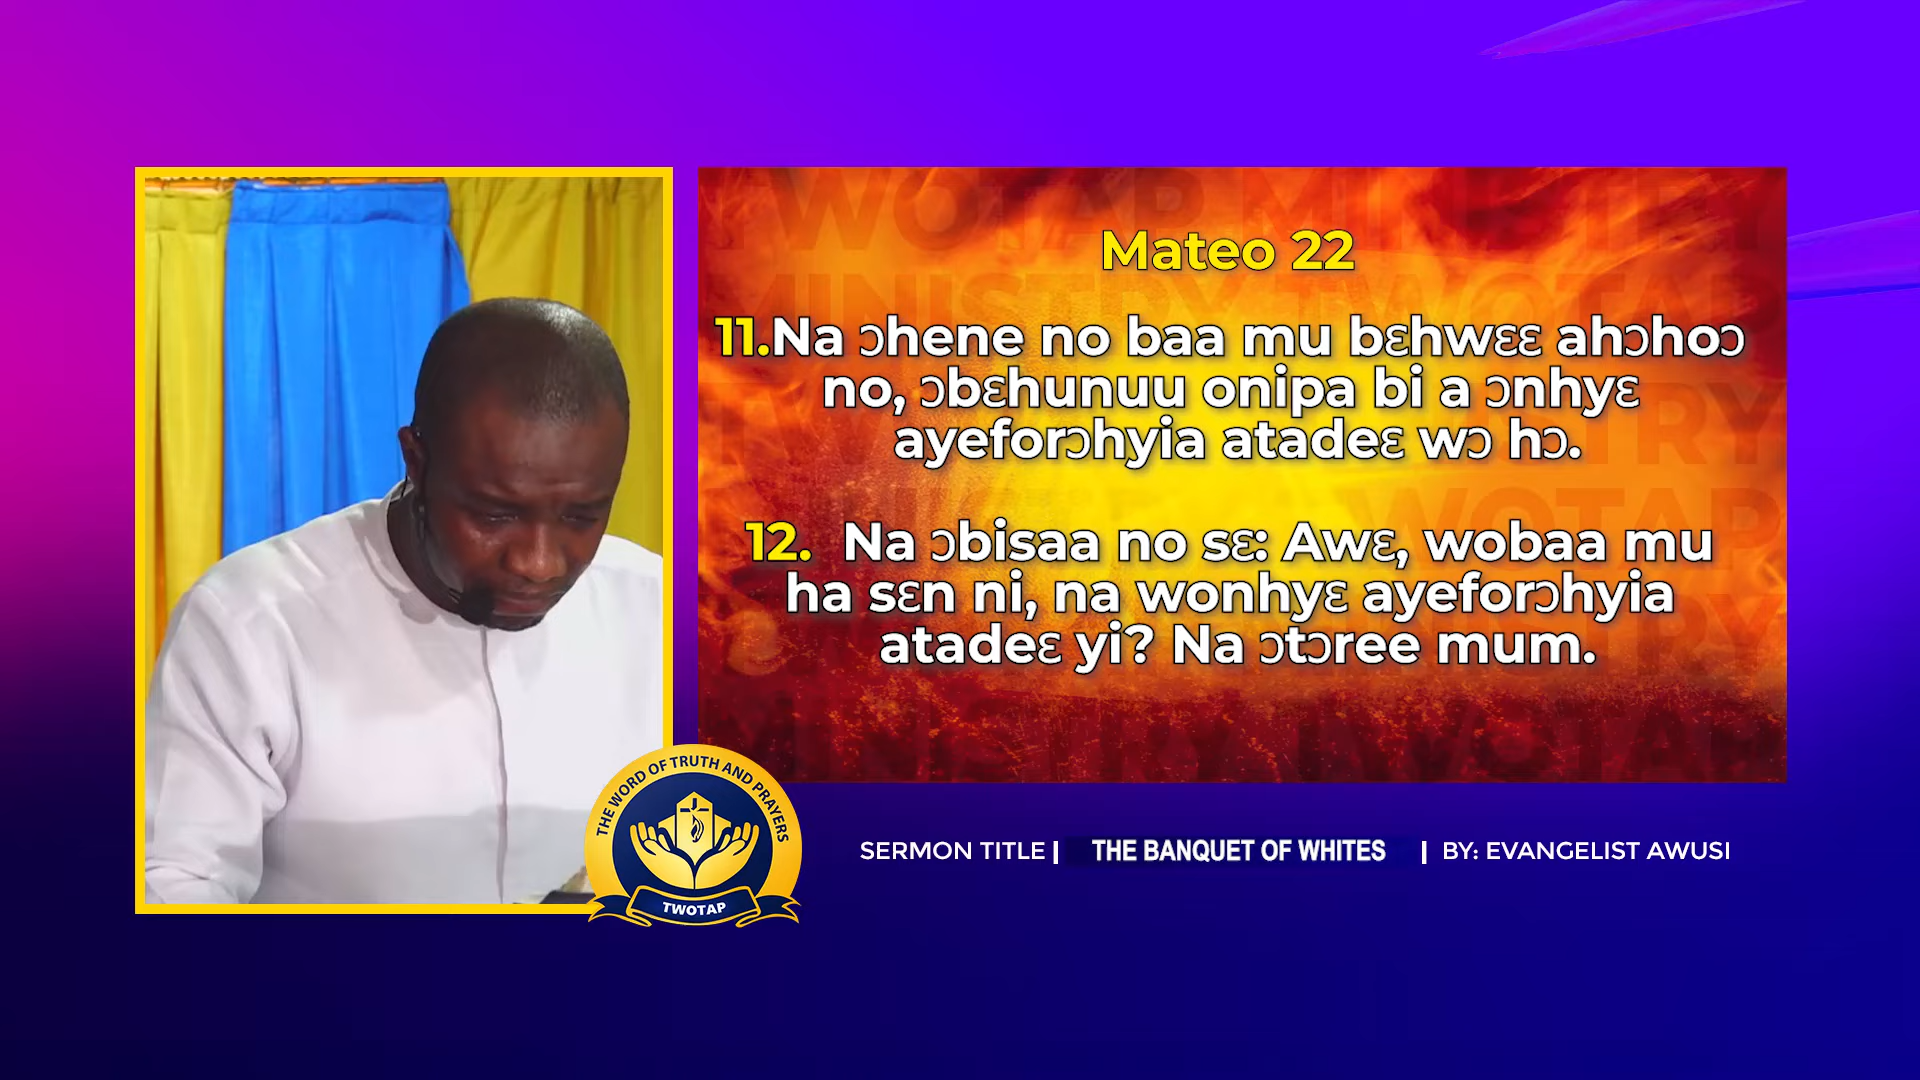 Mateo 22
11.Na ɔhene no baa mu bɛhwɛɛ ahɔhoɔ
no, ɔbɛhunuu onipa bi a ɔnhyɛ
ayeforɔhyia atadeɛ wɔ hɔ.
12. Na ɔbisaa no sɛ: Awɛ, wobaa mu
ha sɛn ni, na wonhyɛ ayeforɔhyia
atadeɛ yi? Na ɔtɔree mum.
THE WORD OF TRUTH AND PRAYERS
TWOTAP
SERMON TITLE | THE BANQUET OF WHITES | BY: EVANGELIST AWUSI